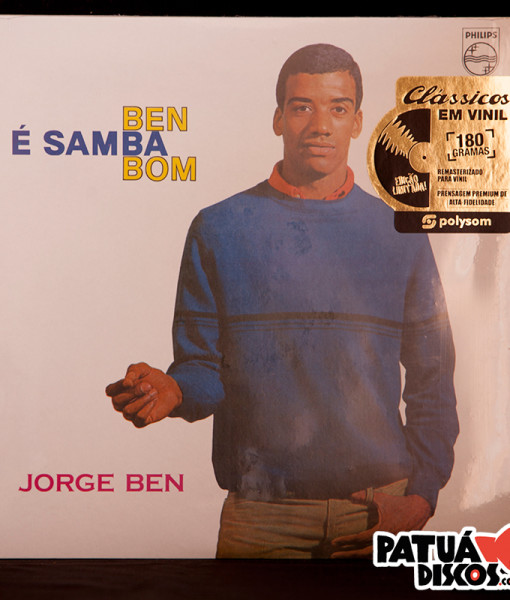 PHILIPS
BEN
É SAMBA
BOM
Clássicos
EM VINIL
180
GRAMAS
EDIÇÃO
LIMITADA!
REMASTERIZADO
PARA VINIL
PRENSAGEM PREMIUM DE
ALTA FIDELIDADE
polysom
JORGE BEN
PATUÁ
DISCOS.co